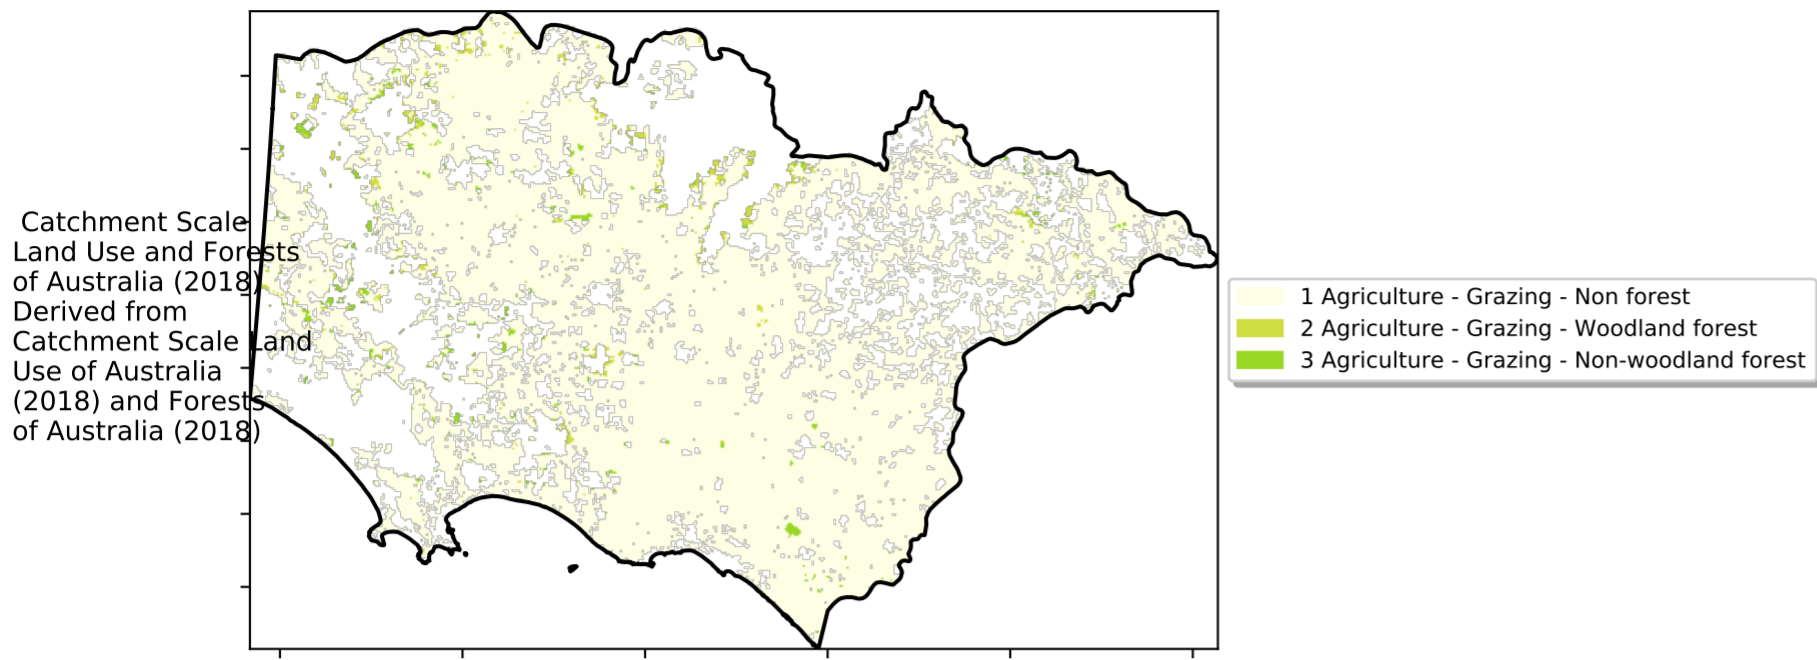 Catchment Scale
Land Use and Forests
of Australia (2018)
Derived from
Catchment Scale Land
Use of Australia
(2018) and Forests
of Australia (2018)
1 Agriculture - Grazing - Non forest
2 Agriculture - Grazing - Woodland forest
3 Agriculture - Grazing - Non-woodland forest